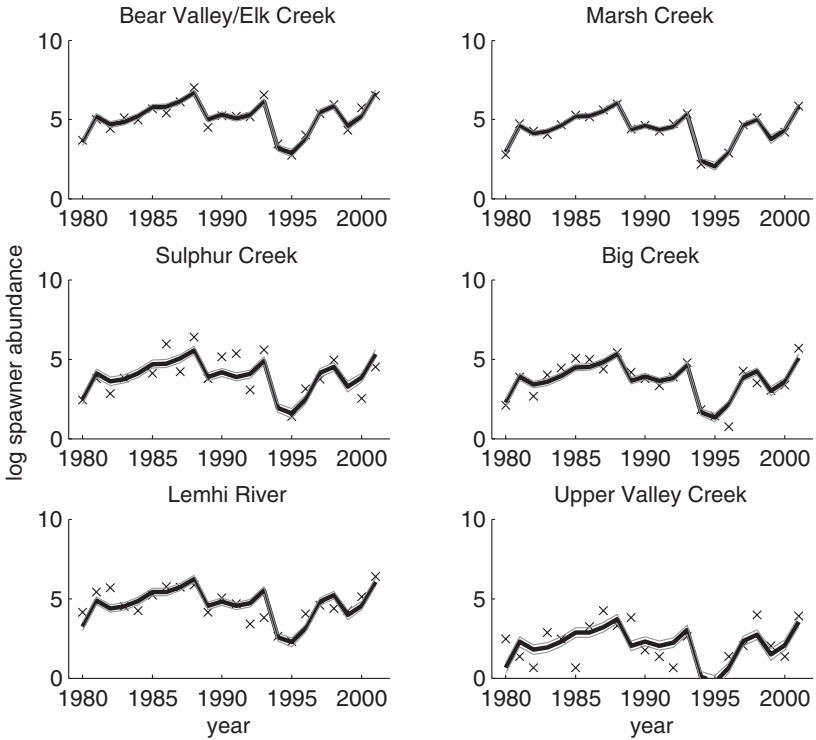 Bear Valley/Elk Creek
10
5
0
1980 1985 1990 1995 2000
Marsh Creek
10
5
0
1980 1985 1990 1995 2000
log spawner abundance
Sulphur Creek
10
5
0
1980 1985 1990 1995 2000
Big Creek
10
5
0
1980 1985 1990 1995 2000
Lemhi River
10
5
0
1980 1985 1990 1995 2000
year
Upper Valley Creek
10
5
0
1980 1985 1990 1995 2000
year